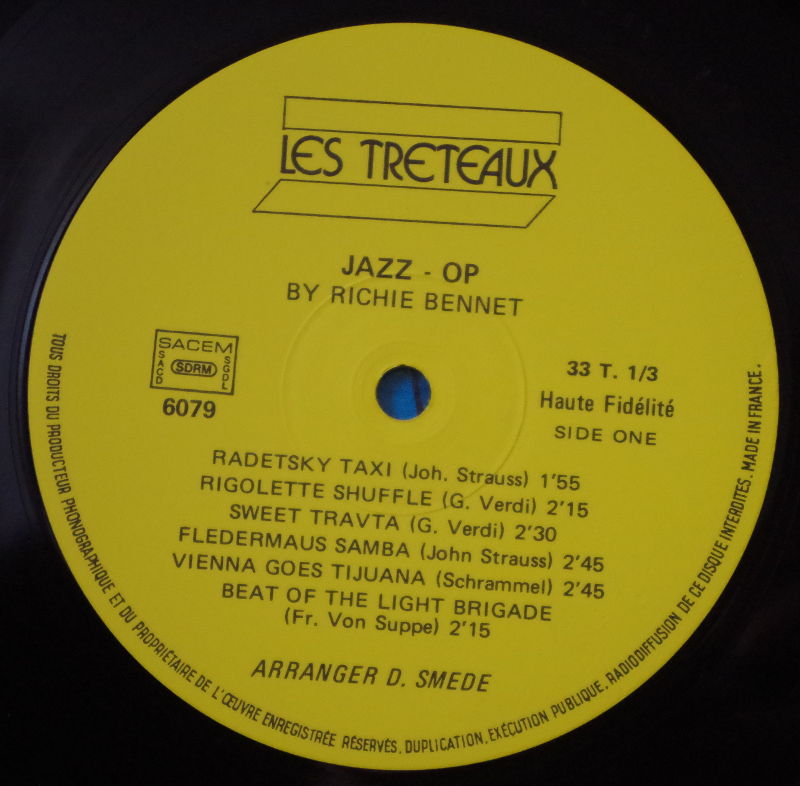 LES TRETEAUX
JAZZ - OP
BY RICHIE BENNET
SACEM
SACD
SDRM
SGDL
6079
33 T. 1/3
Haute Fidélité
SIDE ONE
RADETSKY TAXI (Joh. Strauss) 1'55
RIGOLETTE SHUFFLE (G. Verdi) 2'15
SWEET TRAVTA (G. Verdi) 2'30
FLEDERMAUS SAMBA (John Strauss) 2'45
VIENNA GOES TIJUANA (Schrammel) 2'45
BEAT OF THE LIGHT BRIGADE
(Fr. Von Suppe) 2'15
ARRANGER D. SMEDE
TOUS DROITS DU PRODUCTEUR PHONOGRAPHIQUE ET DU PROPRIÉTAIRE DE L'ŒUVRE ENREGISTRÉE RÉSERVÉS. DUPLICATION, EXÉCUTION PUBLIQUE, RADIODIFFUSION DE CE DISQUE INTERDITES. MADE IN FRANCE.